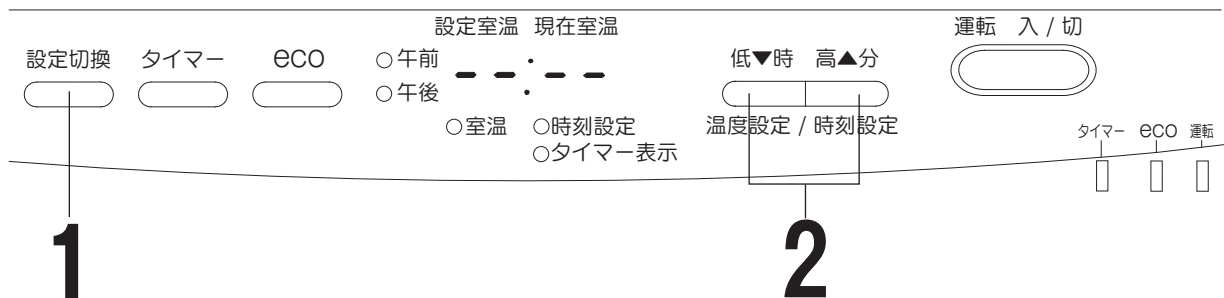 設定室温 現在室温
運転 入 / 切
設定切換 タイマー eco
○午前
--:--
○午後
低▼時 高▲分
○室温 ○時刻設定
○タイマー表示
温度設定 / 時刻設定
タイマー eco 運転
1
2